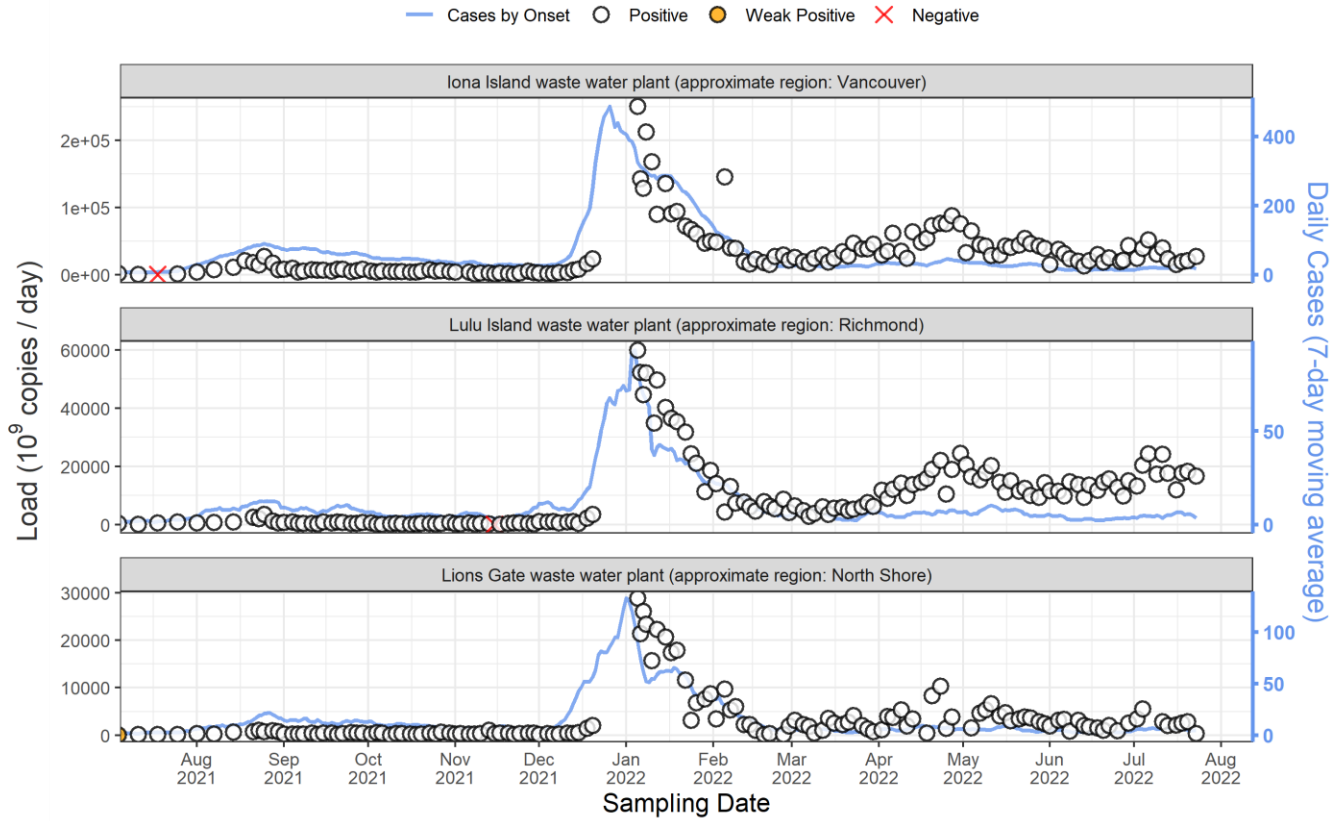 Cases by Onset Positive Weak Positive Negative
Iona Island waste water plant (approximate region: Vancouver)
2e+05
1e+05
0e+00
400
200
0
Lulu Island waste water plant (approximate region: Richmond)
60000
40000
20000
0
50
0
Lions Gate waste water plant (approximate region: North Shore)
30000
20000
10000
0
100
50
0
Load (10⁹ copies / day)
Daily Cases (7-day moving average)
Aug Sep Oct Nov Dec Jan Feb Mar Apr May Jun Jul Aug
2021 2021 2021 2021 2021 2022 2022 2022 2022 2022 2022 2022 2022
Sampling Date